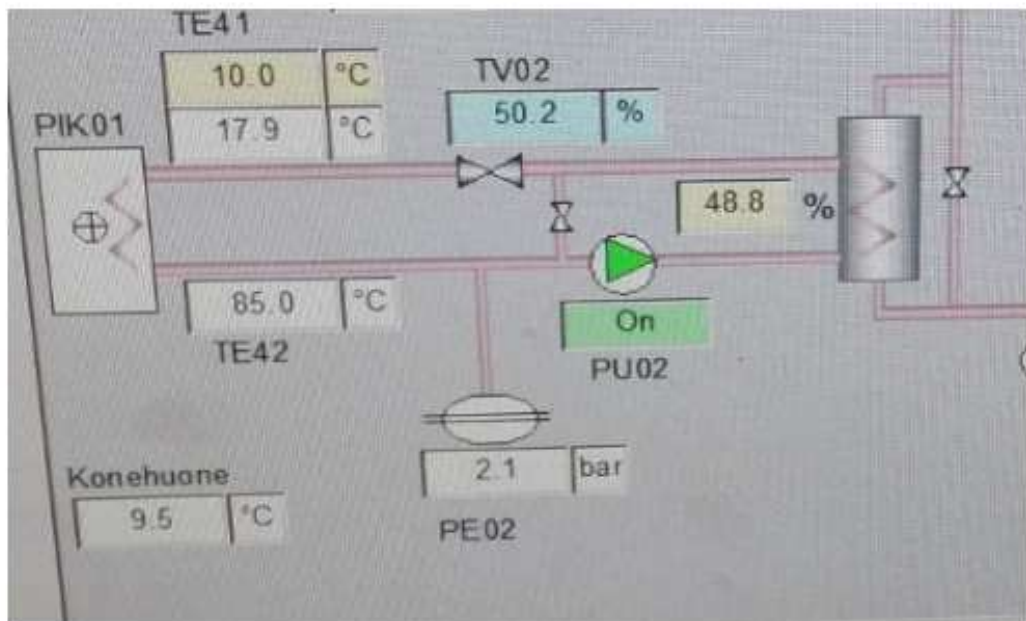 TE41
10.0 °C
17.9 °C
TV02
50.2 %
PIK01
48.8 %
85.0 °C
TE42
On
PU02
Konehuone
9.5 °C
2.1 bar
PE02